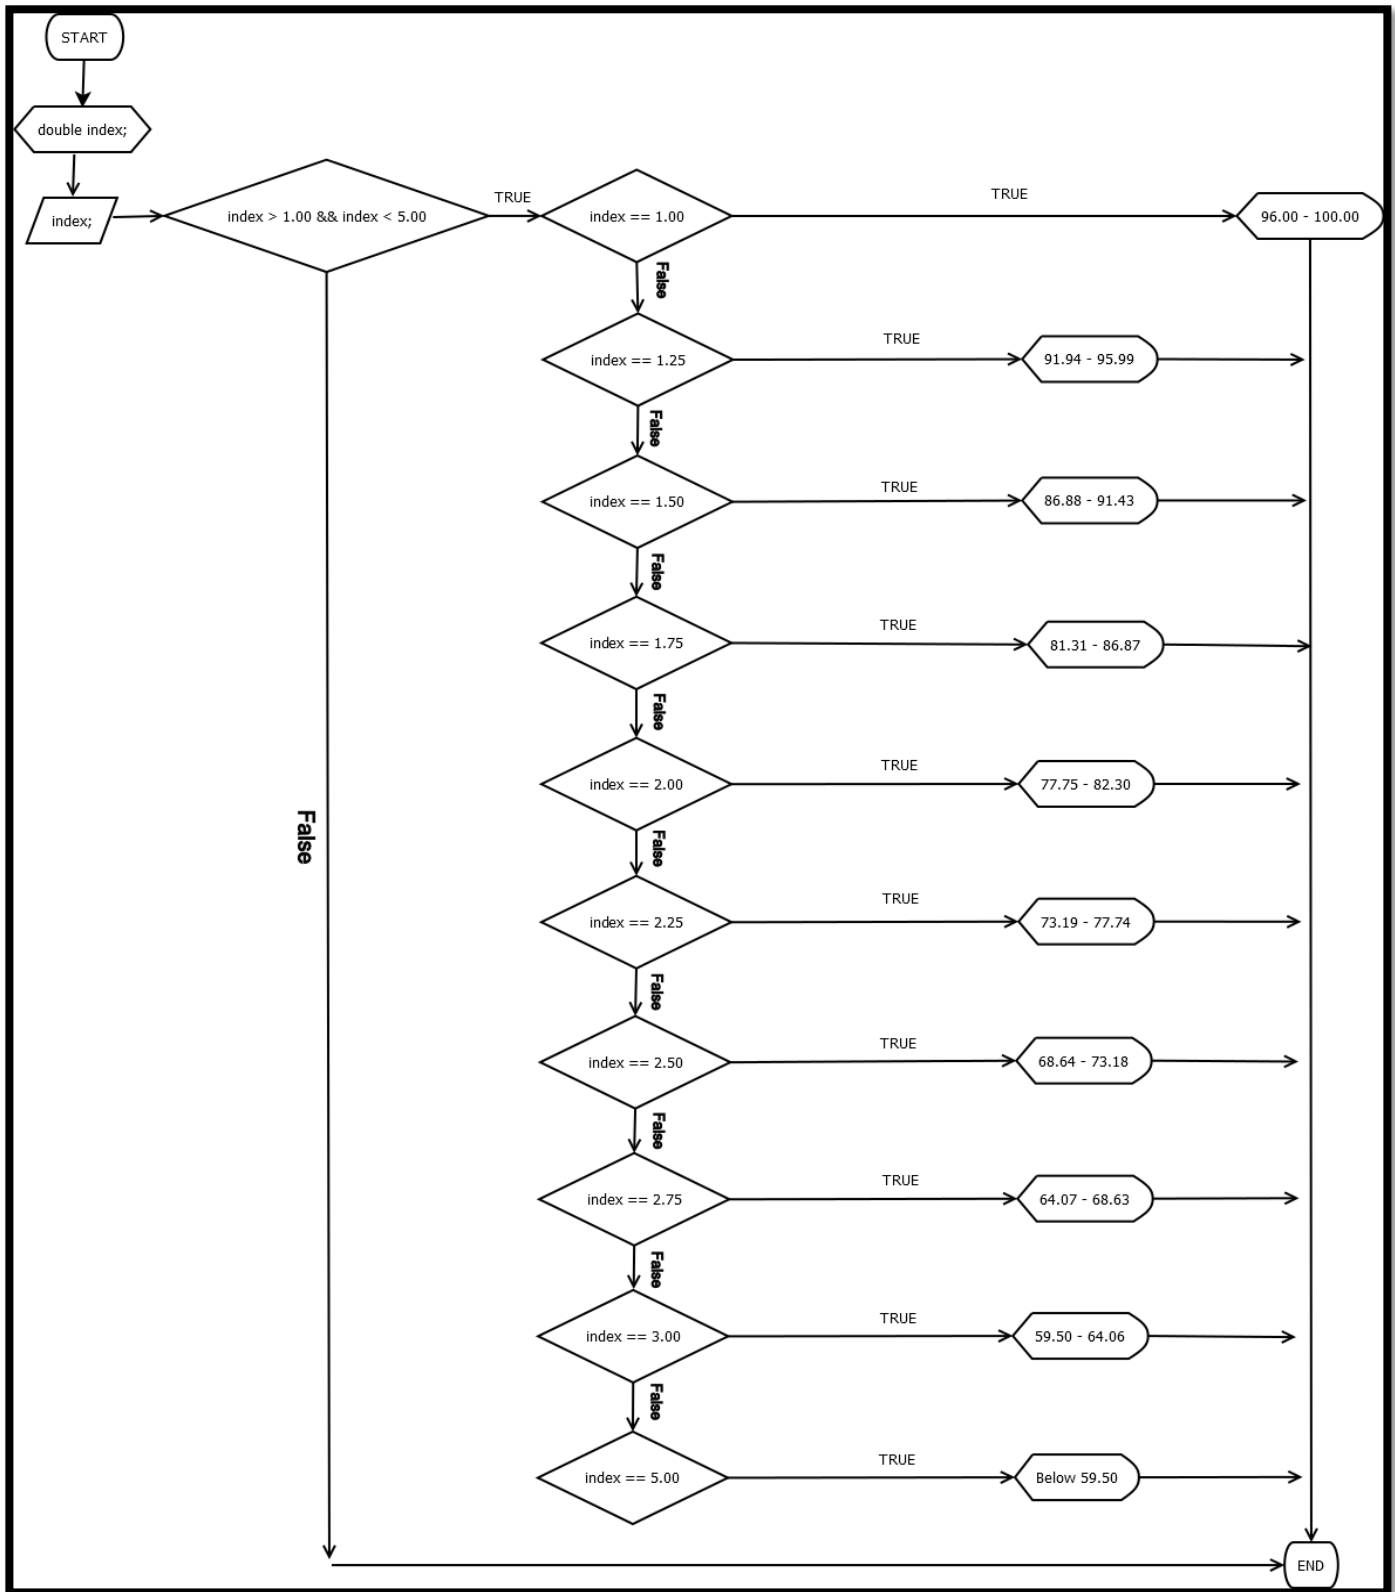 START
double index;
index;
index > 1.00 && index < 5.00
TRUE
index == 1.00
TRUE
96.00 - 100.00
False
index == 1.25
TRUE
91.94 - 95.99
False
index == 1.50
TRUE
86.88 - 91.43
False
index == 1.75
TRUE
81.31 - 86.87
False
index == 2.00
TRUE
77.75 - 82.30
False
False
index == 2.25
TRUE
73.19 - 77.74
False
index == 2.50
TRUE
68.64 - 73.18
False
index == 2.75
TRUE
64.07 - 68.63
False
index == 3.00
TRUE
59.50 - 64.06
False
index == 5.00
TRUE
Below 59.50
END